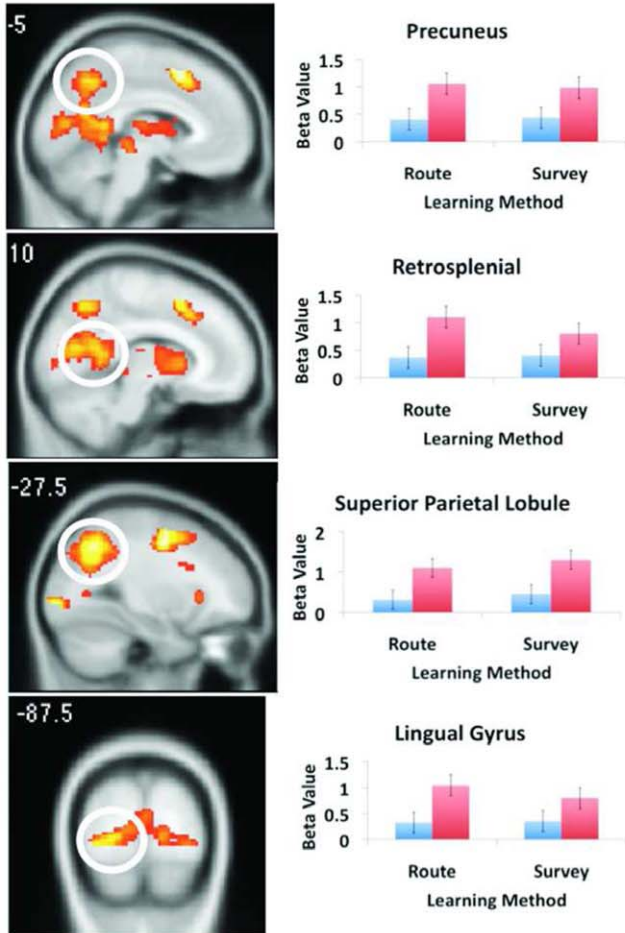 -5
Precuneus
Beta Value
1.5
1
0.5
0
Route Survey
Learning Method
10
Retrosplenial
Beta Value
1.5
1
0.5
0
Route Survey
Learning Method
-27.5
Superior Parietal Lobule
Beta Value
2
1
0
Route Survey
Learning Method
-87.5
Lingual Gyrus
Beta Value
1.5
1
0.5
0
Route Survey
Learning Method